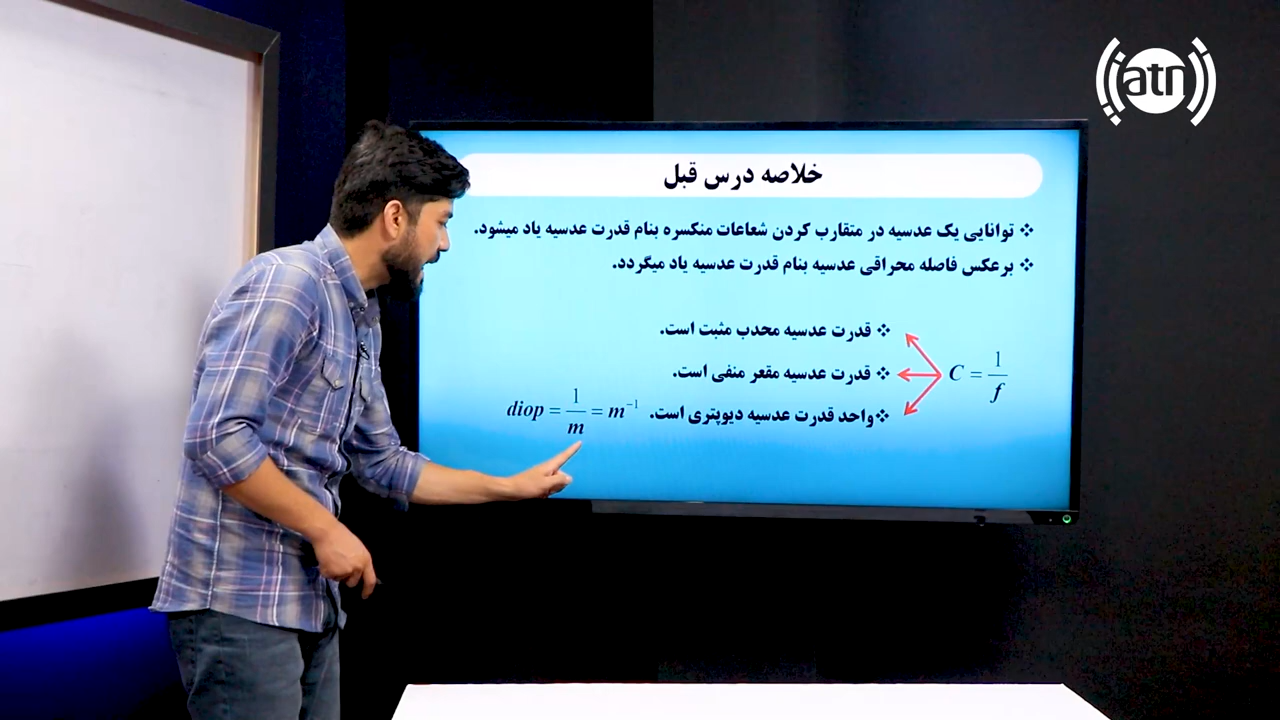 atn
خلاصه درس قبل
❖ توانایی یک عدسیه در متقارب کردن شعاعات منکسره بنام قدرت عدسیه یاد میشود.
❖ برعکس فاصله محراقی عدسیه بنام قدرت عدسیه یاد میگردد.
❖ قدرت عدسیه محدب مثبت است.
❖ قدرت عدسیه مقعر منفی است.
C = 1/f
❖واحد قدرت عدسیه دیوپتری است. diop = 1/m = m⁻¹